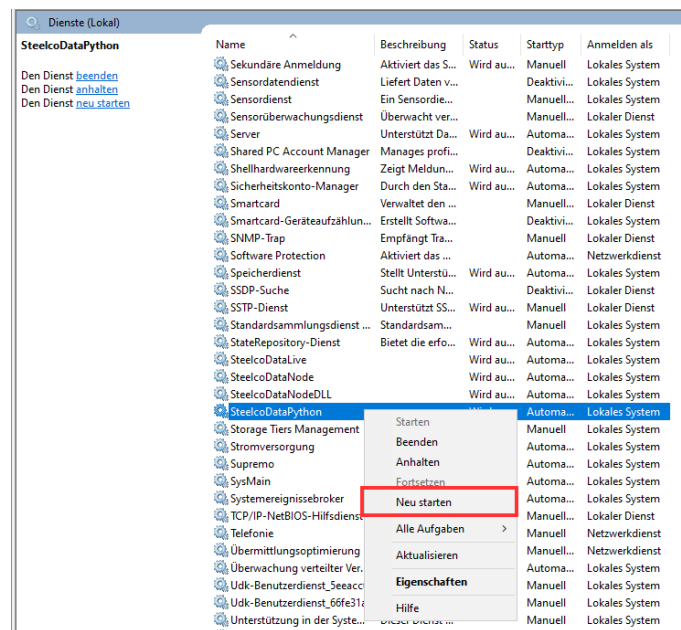 Dienste (Lokal)
SteelcoDataPython
Den Dienst beenden
Den Dienst anhalten
Den Dienst neu starten
Name Beschreibung Status Starttyp Anmelden als
Sekundäre Anmeldung Aktiviert das S... Wird au... Manuell Lokales System
Sensordatendienst Liefert Daten v... Deaktivi... Lokales System
Sensordienst Ein Sensordie... Manuell... Lokales System
Sensorüberwachungsdienst Überwacht ver... Manuell... Lokaler Dienst
Server Unterstützt Da... Wird au... Automa... Lokales System
Shared PC Account Manager Manages profi... Deaktivi... Lokales System
Shellhardwareerkennung Zeigt Meldun... Wird au... Automa... Lokales System
Sicherheitskonto-Manager Durch den Sta... Wird au... Automa... Lokales System
Smartcard Verwaltet den ... Manuell... Lokaler Dienst
Smartcard-Geräteaufzählun... Erstellt Softwa... Deaktivi... Lokales System
SNMP-Trap Empfängt Tra... Manuell Lokaler Dienst
Software Protection Aktiviert das ... Automa... Netzwerkdienst
Speicherdienst Stellt Unterstü... Wird au... Automa... Lokales System
SSDP-Suche Sucht nach N... Deaktivi... Lokaler Dienst
SSTP-Dienst Unterstützt SS... Wird au... Manuell Lokaler Dienst
Standardsammlungsdienst ... Standardsam... Manuell Lokales System
StateRepository-Dienst Bietet die erfo... Wird au... Automa... Lokales System
SteelcoDataLive Wird au... Automa... Lokales System
SteelcoDataNode Wird au... Automa... Lokales System
SteelcoDataNodeDLL Wird au... Automa... Lokales System
SteelcoDataPython Automa... Lokales System
Storage Tiers Management Manuell Lokales System
Stromversorgung Automa... Lokales System
Supremo Automa... Lokales System
SysMain Automa... Lokales System
Systemereignissebroker Automa... Lokales System
TCP/IP-NetBIOS-Hilfsdienst Manuell... Lokaler Dienst
Telefonie Manuell Netzwerkdienst
Übermittlungsoptimierung Manuell... Netzwerkdienst
Überwachung verteilter Ver. Automa... Lokales System
Udk-Benutzerdienst_5eeacc Manuell Lokales System
Udk-Benutzerdienst_66fe31a Manuell Lokales System
Unterstützung in der Syste... Dieser Dienst ... Manuell Lokales System
Starten
Beenden
Anhalten
Fortsetzen
Neu starten
Alle Aufgaben >
Aktualisieren
Eigenschaften
Hilfe